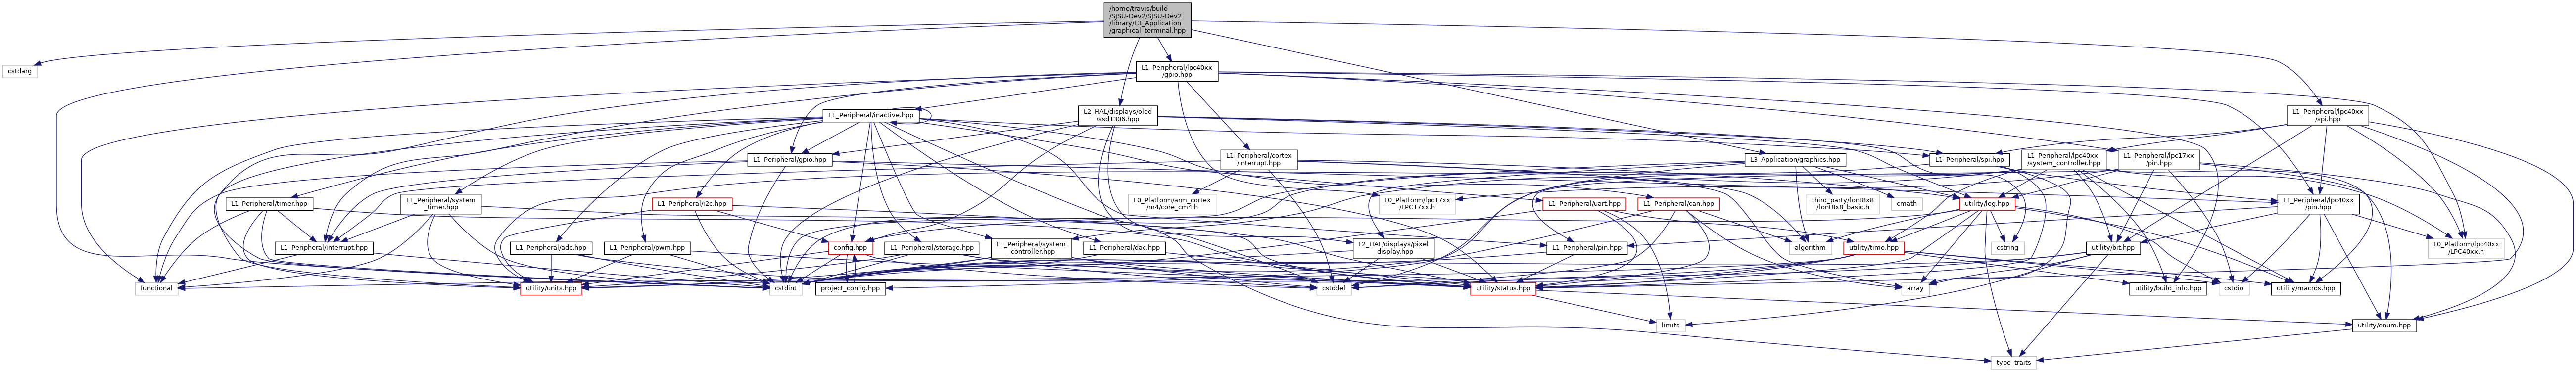 /home/travis/build
/SJSU-Dev2/SJSU-Dev2
/library/L3_Application
/graphical_terminal.hpp
cstdarg
L1_Peripheral/lpc40xx
/gpio.hpp
L1_Peripheral/inactive.hpp
L2_HAL/displays/oled
/ssd1306.hpp
L1_Peripheral/lpc40xx
/spi.hpp
L1_Peripheral/gpio.hpp
L1_Peripheral/cortex
/interrupt.hpp
L3_Application/graphics.hpp
L1_Peripheral/spi.hpp
L1_Peripheral/lpc40xx
/system_controller.hpp
L1_Peripheral/lpc17xx
/pin.hpp
L1_Peripheral/timer.hpp
L1_Peripheral/system
_timer.hpp
L1_Peripheral/i2c.hpp
L0_Platform/arm_cortex
/m4/core_cm4.h
L0_Platform/lpc17xx
/LPC17xx.h
L1_Peripheral/uart.hpp
L1_Peripheral/can.hpp
third_party/font8x8
/font8x8_basic.h
cmath
utility/log.hpp
L1_Peripheral/lpc40xx
/pin.hpp
L1_Peripheral/interrupt.hpp
L1_Peripheral/adc.hpp
L1_Peripheral/pwm.hpp
config.hpp
L1_Peripheral/storage.hpp
L1_Peripheral/system
_controller.hpp
L1_Peripheral/dac.hpp
L2_HAL/displays/pixel
_display.hpp
L1_Peripheral/pin.hpp
algorithm
utility/time.hpp
cstring
utility/bit.hpp
L0_Platform/lpc40xx
/LPC40xx.h
functional
utility/units.hpp
cstdint
project_config.hpp
cstddef
utility/status.hpp
array
utility/build_info.hpp
cstdio
utility/macros.hpp
limits
utility/enum.hpp
type_traits